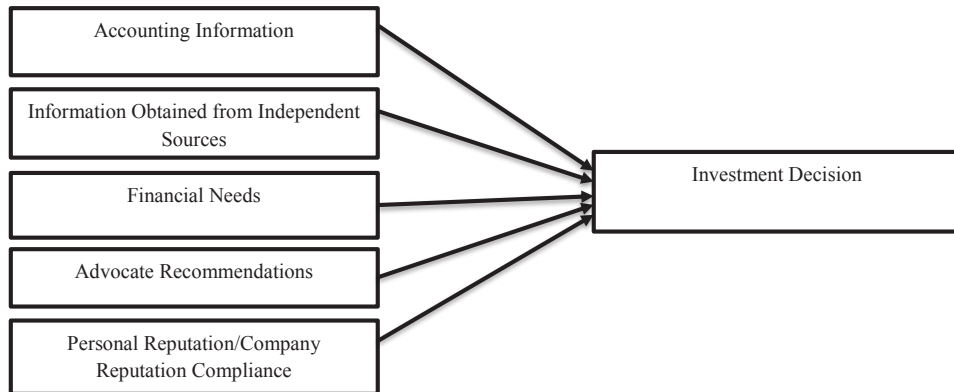 Accounting Information
Information Obtained from Independent
Sources
Financial Needs
Advocate Recommendations
Personal Reputation/Company
Reputation Compliance
Investment Decision